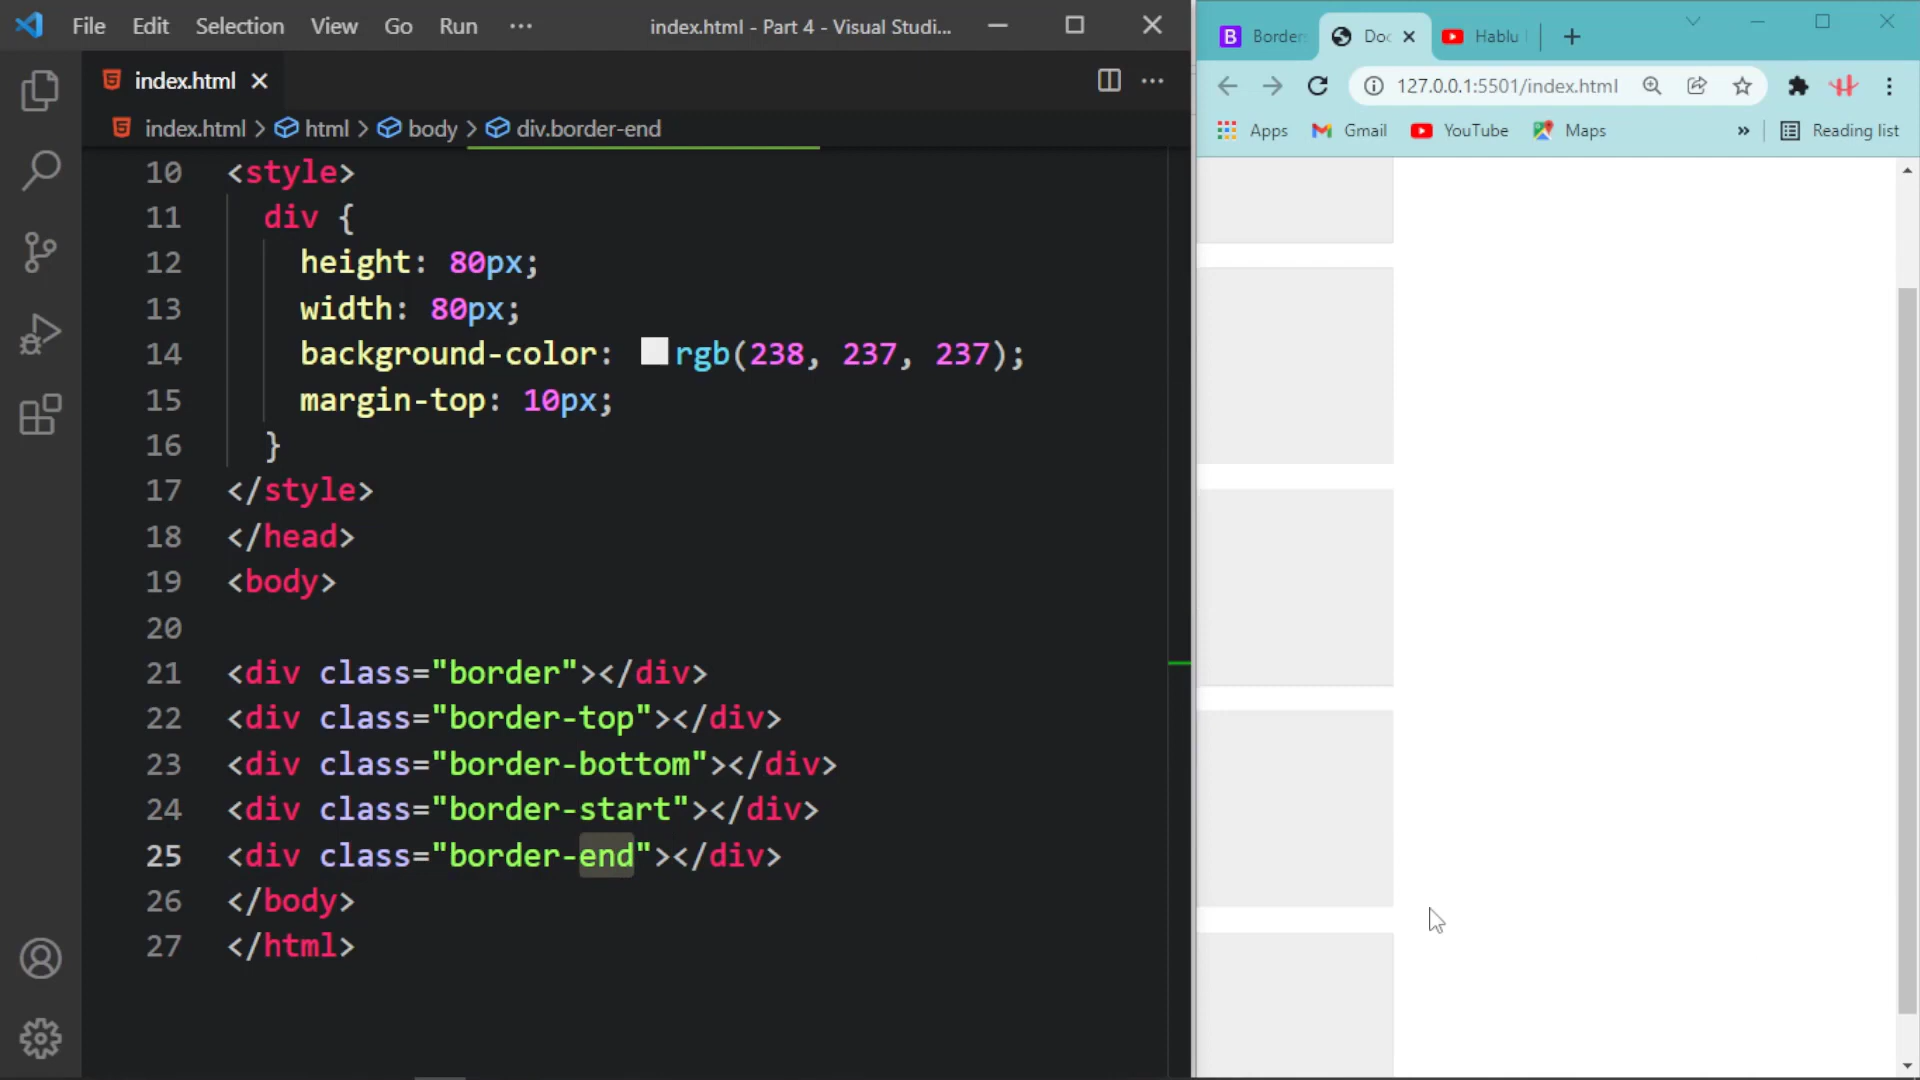 File Edit Selection View Go Run ··· index.html - Part 4 - Visual Studi...
index.html
index.html > html > body > div.border-end
10 <style>
11 div {
12 height: 80px;
13 width: 80px;
14 background-color: rgb(238, 237, 237);
15 margin-top: 10px;
16 }
17 </style>
18 </head>
19 <body>
20
21 <div class="border"></div>
22 <div class="border-top"></div>
23 <div class="border-bottom"></div>
24 <div class="border-start"></div>
25 <div class="border-end"></div>
26 </body>
27 </html>
B Border Doc Hablu
127.0.0.1:5501/index.html
Apps Gmail YouTube Maps » Reading list